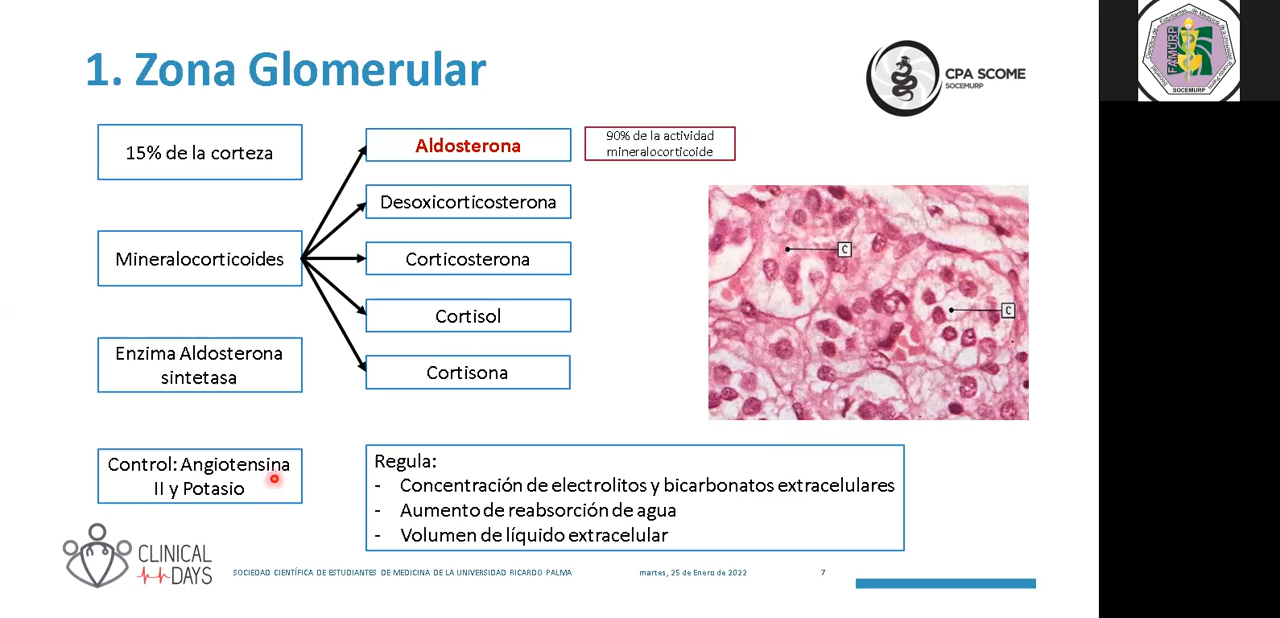 1. Zona Glomerular
CPA SCOME
SOCEMURP
15% de la corteza
Mineralocorticoides
Enzima Aldosterona
sintetasa
Control: Angiotensina
II y Potasio
Aldosterona
Desoxicorticosterona
Corticosterona
Cortisol
Cortisona
90% de la actividad
mineralocorticoide
C
C
Regula:
- Concentración de electrolitos y bicarbonatos extracelulares
- Aumento de reabsorción de agua
- Volumen de líquido extracelular
CLINICAL
DAYS
SOCIEDAD CIENTÍFICA DE ESTUDIANTES DE MEDICINA DE LA UNIVERSIDAD RICARDO PALMA
martes, 25 de Enero de 2022
7
FAMURP
SOCEMURP